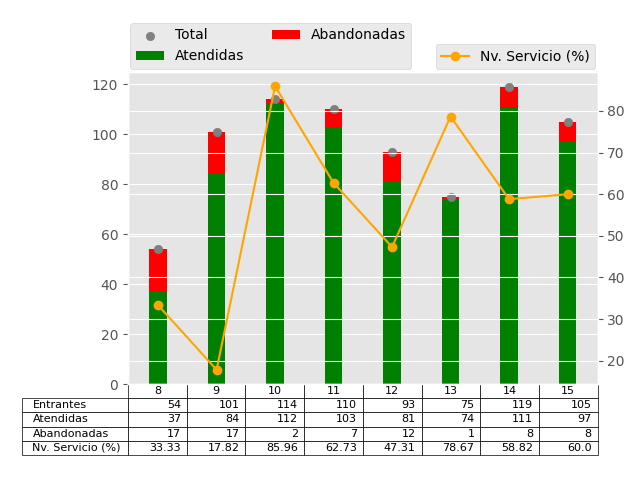 Total Abandonadas
Atendidas Nv. Servicio (%)
120
100
80
60
40
20
0
80
70
60
50
40
30
20
8 9 10 11 12 13 14 15
Entrantes 54 101 114 110 93 75 119 105
Atendidas 37 84 112 103 81 74 111 97
Abandonadas 17 17 2 7 12 1 8 8
Nv. Servicio (%) 33.33 17.82 85.96 62.73 47.31 78.67 58.82 60.0